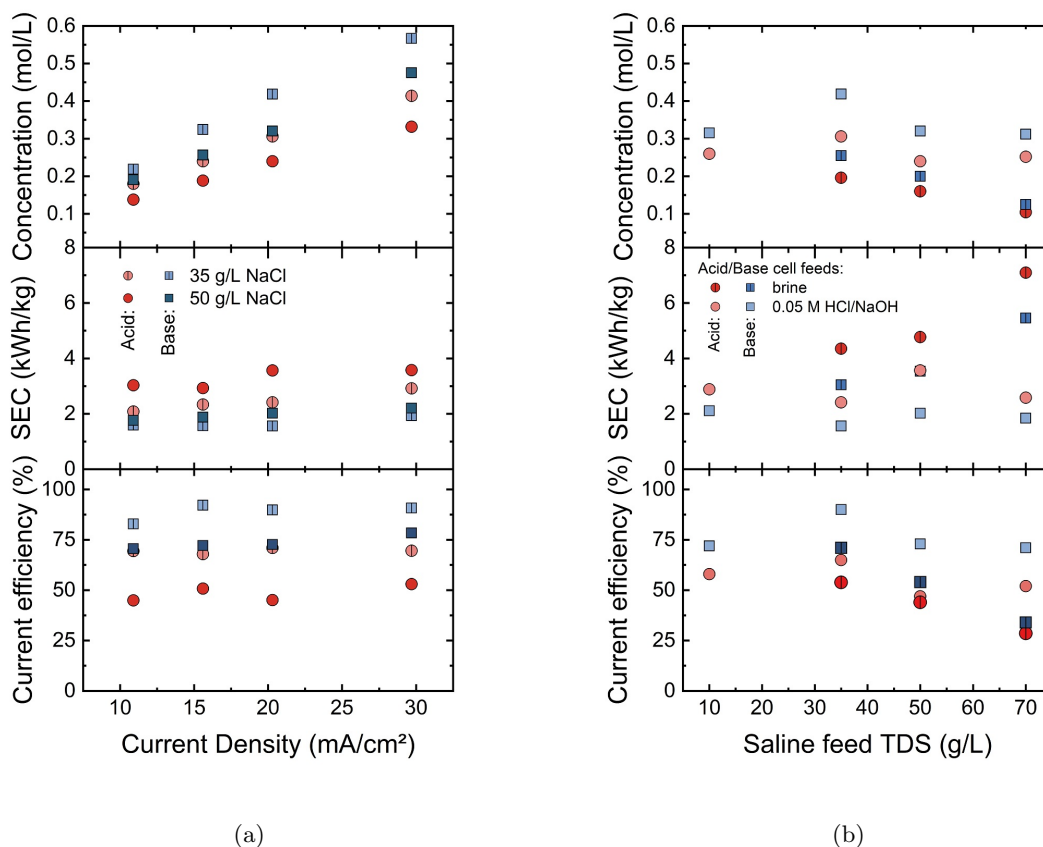 Concentration (mol/L)
0.6
0.5
0.4
0.3
0.2
0.1
SEC (kWh/kg)
8
6
4
2
0
Acid:
Base:
35 g/L NaCl
50 g/L NaCl
Current efficiency (%)
100
75
50
25
0
10
15
20
25
30
Current Density (mA/cm²)
(a)
Concentration (mol/L)
0.6
0.5
0.4
0.3
0.2
0.1
SEC (kWh/kg)
8
6
4
2
0
Acid/Base cell feeds:
brine
0.05 M HCl/NaOH
Acid:
Base:
Current efficiency (%)
100
75
50
25
0
10
20
30
40
50
60
70
Saline feed TDS (g/L)
(b)